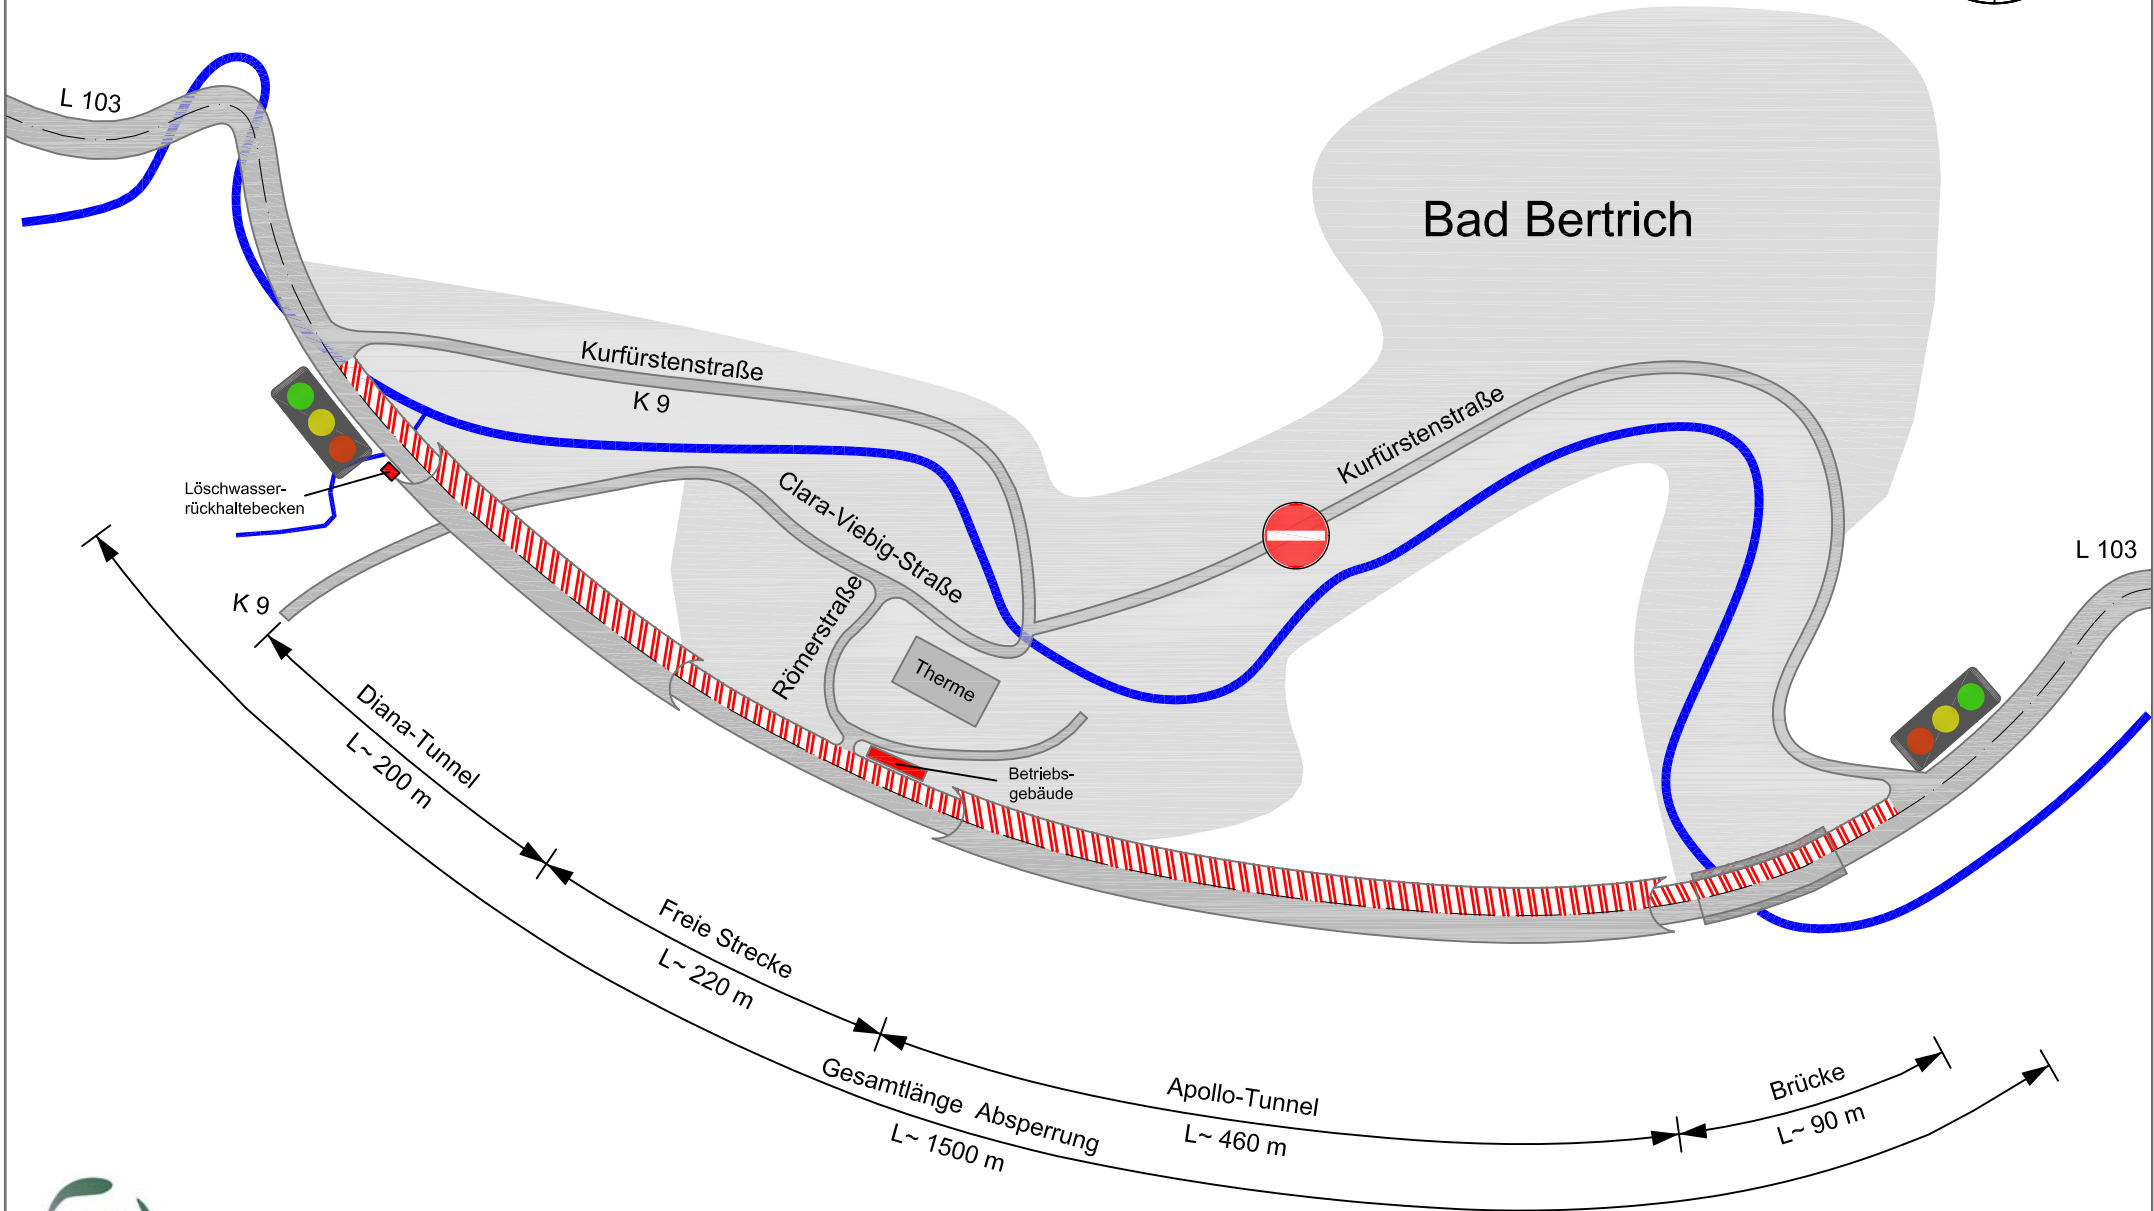 L 103
Bad Bertrich
Kurfürstenstraße
K 9
Kurfürstenstraße
Clara-Viebig-Straße
Löschwasser-
rückhaltebecken
L 103
K 9
Römerstraße
Therme
Diana-Tunnel
L~ 200 m
Betriebs-
gebäude
Freie Strecke
L~ 220 m
Apollo-Tunnel
L~ 460 m
Brücke
L~ 90 m
Gesamtlänge Absperrung
L~ 1500 m